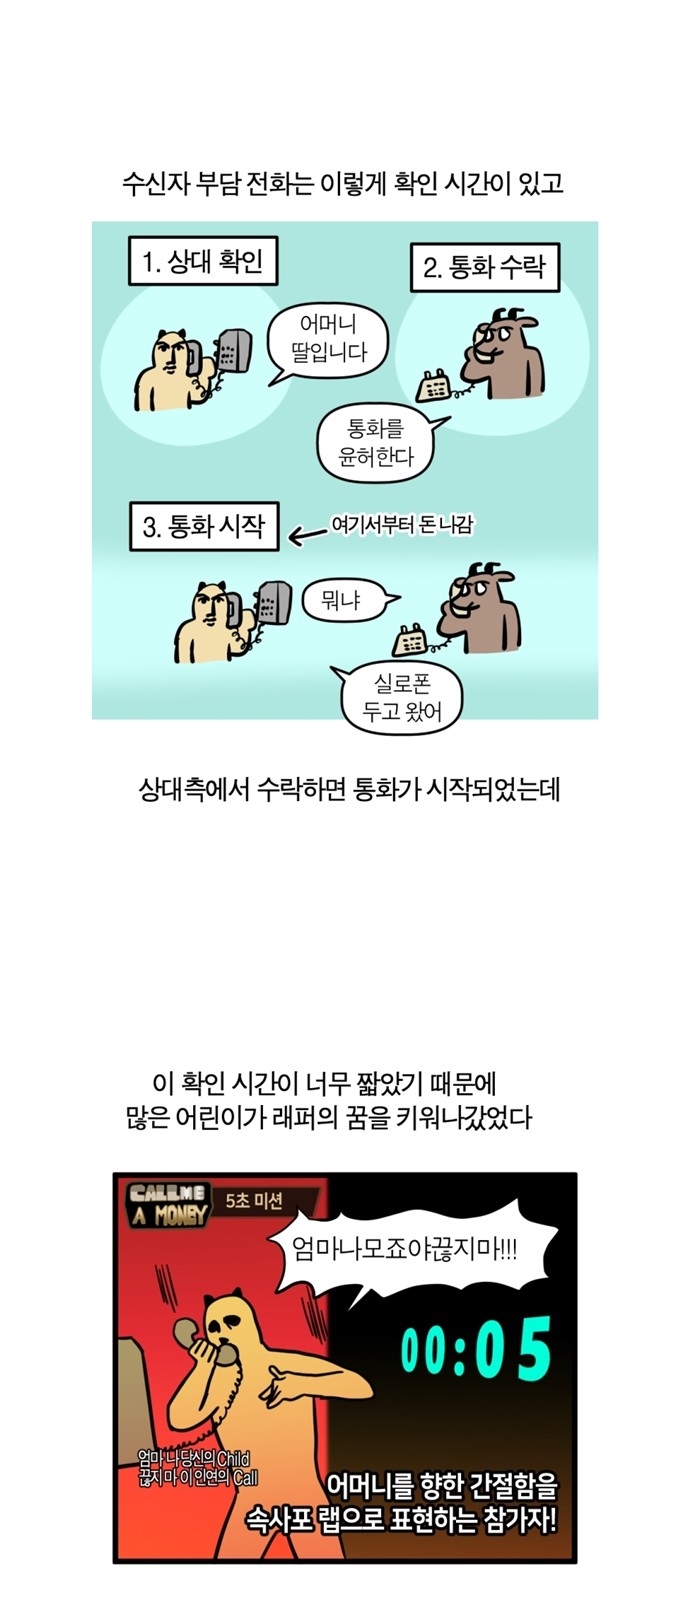 수신자 부담 전화는 이렇게 확인 시간이 있고
1. 상대 확인
2. 통화 수락
어머니
딸입니다
통화를
윤허한다
3. 통화 시작
여기서부터 돈 나감
뭐냐
실로폰
두고 왔어
상대측에서 수락하면 통화가 시작되었는데
이 확인 시간이 너무 짧았기 때문에
많은 어린이가 래퍼의 꿈을 키워나갔었다
CALL ME
A MONEY
5초 미션
엄마나모죠야끊지마!!!
00:05
엄마 나 당신의 Child
끊지 마 이 인연의 Call
어머니를 향한 간절함을
속사포 랩으로 표현하는 참가자!